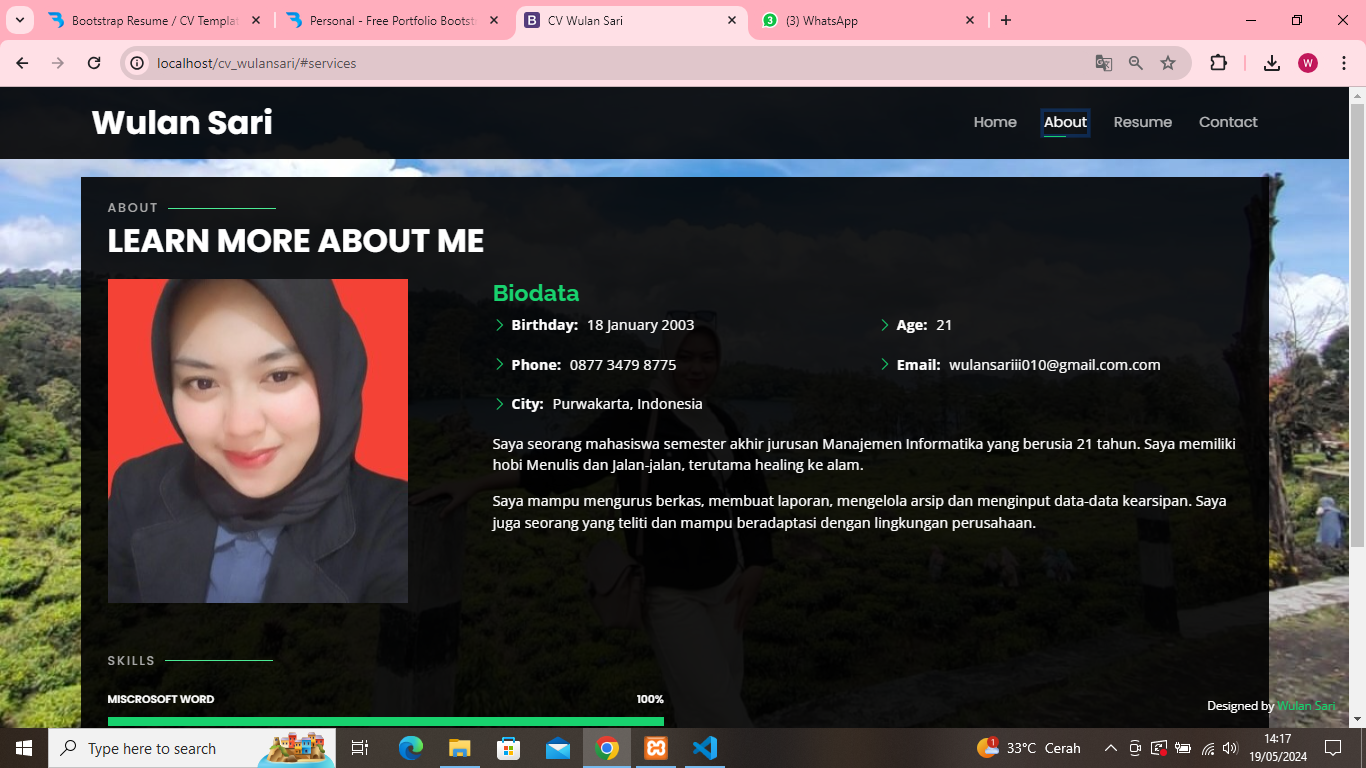 Bootstrap Resume / CV Templat
Personal - Free Portfolio Bootst
CV Wulan Sari
(3) WhatsApp
localhost/cv_wulansari/#services
W
Wulan Sari
Home About Resume Contact
ABOUT
LEARN MORE ABOUT ME
Biodata
Birthday: 18 January 2003
Age: 21
Phone: 0877 3479 8775
Email: wulansariii010@gmail.com.com
City: Purwakarta, Indonesia
Saya seorang mahasiswa semester akhir jurusan Manajemen Informatika yang berusia 21 tahun. Saya memiliki
hobi Menulis dan Jalan-jalan, terutama healing ke alam.
Saya mampu mengurus berkas, membuat laporan, mengelola arsip dan menginput data-data kearsipan. Saya
juga seorang yang teliti dan mampu beradaptasi dengan lingkungan perusahaan.
SKILLS
MISCROSOFT WORD 100%
Designed by Wulan Sari
Type here to search
1
33°C Cerah
14:17
19/05/2024